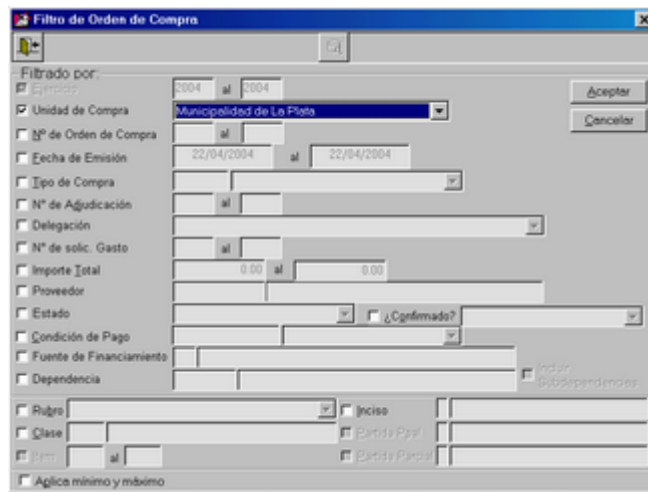 Filtro de Orden de Compra
Filtrado por:
Ejercicio 2004 al 2004
Aceptar
Unidad de Compra Municipalidad de La Plata
Cancelar
Nº de Orden de Compra al
Fecha de Emisión 22/04/2004 al 22/04/2004
Tipo de Compra
Nº de Adjudicación al
Delegación
Nº de solic. Gasto al
Importe Total 0.00 al 0.00
Proveedor
Estado ¿Confirmado?
Condición de Pago
Fuente de Financiamiento
Dependencia Incluir
Subdependencias
Rubro Inciso
Clase Partida Ppal.
Item al Partida Parcial
Aplica mínimo y máximo